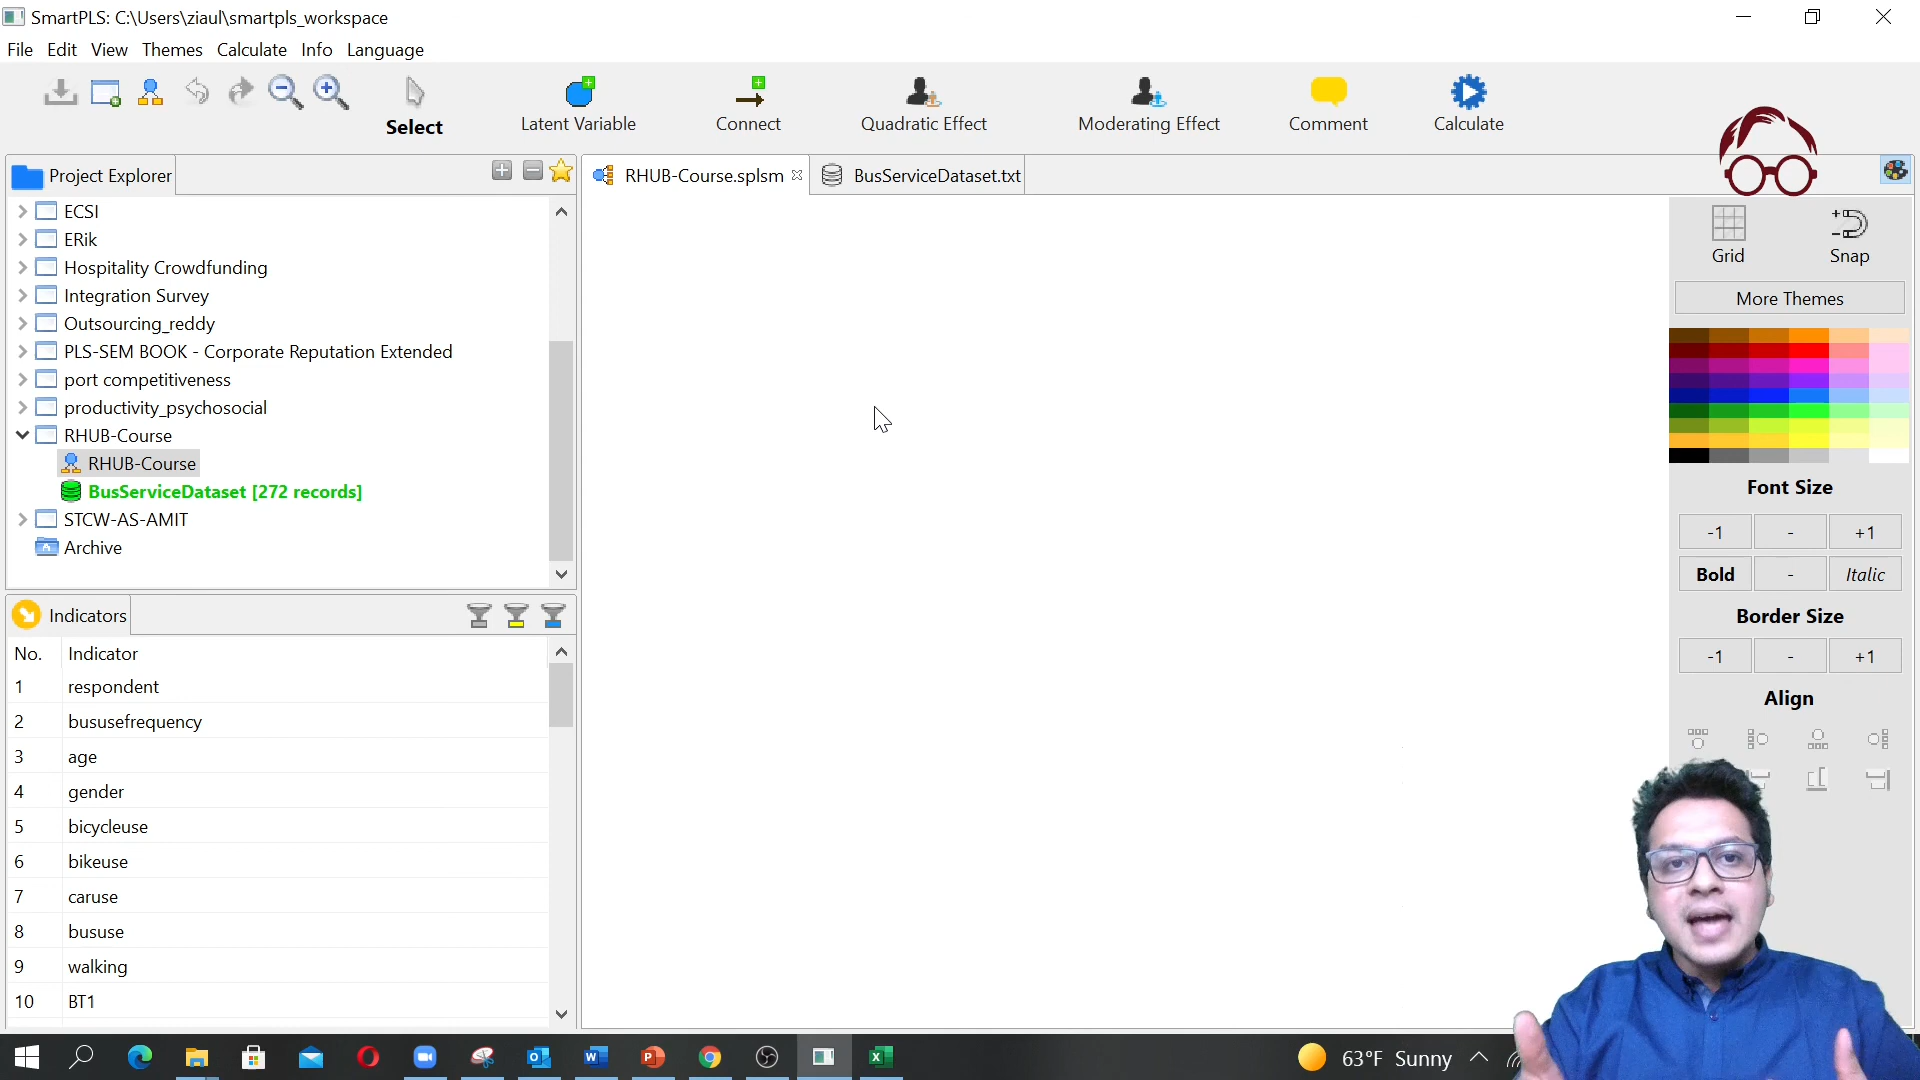 SmartPLS: C:\Users\ziaul\smartpls_workspace
File Edit View Themes Calculate Info Language
Select
Latent Variable
Connect
Quadratic Effect
Moderating Effect
Comment
Calculate
Project Explorer
RHUB-Course.splsm
BusServiceDataset.txt
ECSI
ERik
Hospitality Crowdfunding
Integration Survey
Outsourcing_reddy
PLS-SEM BOOK - Corporate Reputation Extended
port competitiveness
productivity_psychosocial
RHUB-Course
RHUB-Course
BusServiceDataset [272 records]
STCW-AS-AMIT
Archive
Indicators
No. Indicator
1 respondent
2 bususefrequency
3 age
4 gender
5 bicycleuse
6 bikeuse
7 caruse
8 bususe
9 walking
10 BT1
Grid Snap
More Themes
Font Size
-1 - +1
Bold - Italic
Border Size
-1 - +1
Align
63°F Sunny